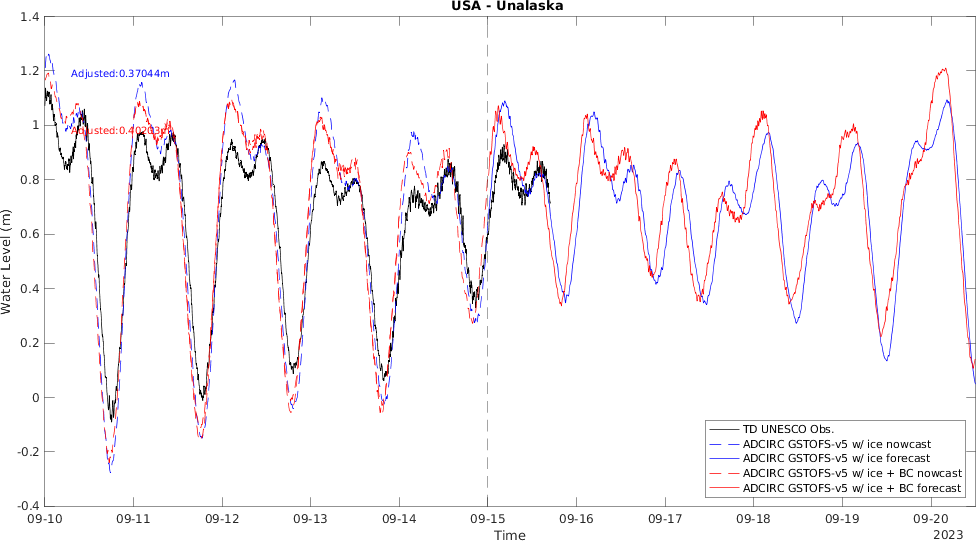 USA - Unalaska
1.4
1.2
1
0.8
0.6
0.4
0.2
0
-0.2
-0.4
Water Level (m)
Adjusted:0.37044m
09-10
09-11
09-12
09-13
09-14
09-15
09-16
09-17
09-18
09-19
09-20
Time
2023
TD UNESCO Obs.
ADCIRC GSTOFS-v5 w/ ice nowcast
ADCIRC GSTOFS-v5 w/ ice forecast
ADCIRC GSTOFS-v5 w/ ice + BC nowcast
ADCIRC GSTOFS-v5 w/ ice + BC forecast